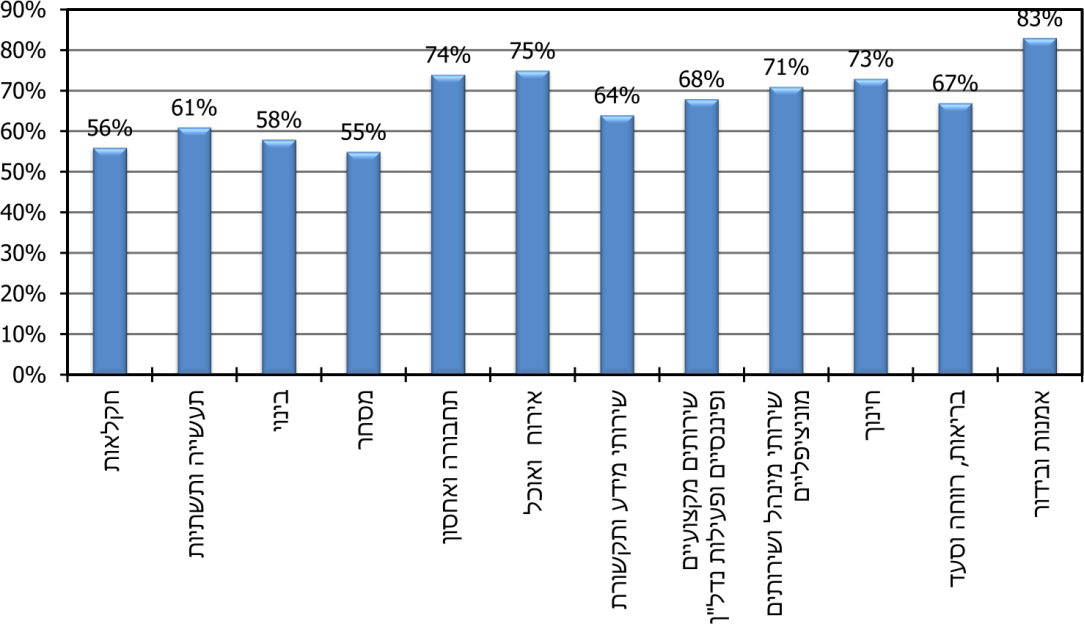 90%
80%
70%
60%
50%
40%
30%
20%
10%
0%
56%
61%
58%
55%
74%
75%
64%
68%
71%
73%
67%
83%
חקלאות
תעשייה ותשתיות
בינוי
מסחר
תחבורה ואחסון
אירוח ואוכל
שירותי מידע ותקשורת
שירותים מקצועיים
ופיננסיים ופעילות נדל"ן
שירותי מינהל ושירותים
מוניציפליים
חינוך
בריאות, רווחה וסעד
אמנות ובידור